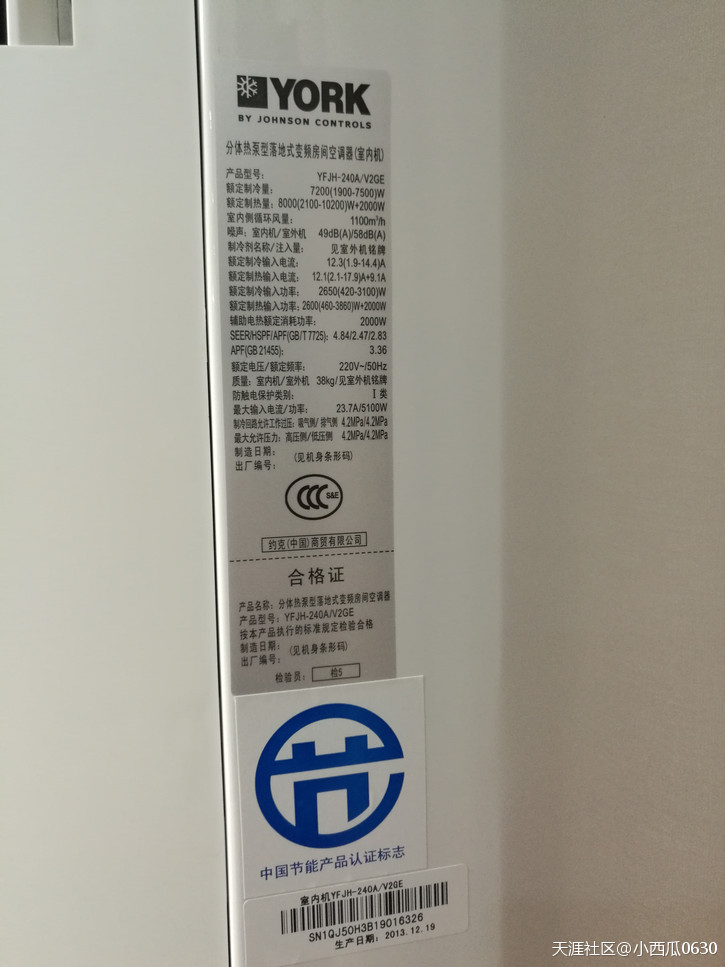 YORK
BY JOHNSON CONTROLS
分体热泵型落地式变频房间空调器(室内机)
产品型号: YFJH-240A/V2GE
额定制冷量: 7200(1900-7500)W
额定制热量: 8000(2100-10200)W+2000W
室内侧循环风量: 1100m³/h
噪声: 室内机/室外机 49dB(A)/58dB(A)
制冷剂名称/注入量: 见室外机铭牌
额定制冷输入电流: 12.3(1.9-14.4)A
额定制热输入电流: 12.1(2.1-17.9)A+9.1A
额定制冷输入功率: 2650(420-3100)W
额定制热输入功率: 2600(460-3860)W+2000W
辅助电热额定消耗功率: 2000W
SEER/HSPF/APF(GB/T 7725): 4.84/2.47/2.83
APF(GB 21455): 3.36
额定电压/额定频率: 220V~/50Hz
质量: 室内机/室外机 38kg/见室外机铭牌
防触电保护类别: I 类
最大输入电流/功率: 23.7A/5100W
制冷回路允许工作过压: 吸气侧/排气侧 4.2MPa/4.2MPa
最大允许压力: 高压侧/低压侧 4.2MPa/4.2MPa
制造日期: (见机身条形码)
出厂编号:
CCC S&E
约克(中国)商贸有限公司
合格证
产品名称: 分体热泵型落地式变频房间空调器
产品型号: YFJH-240A/V2GE
按本产品执行的标准规定检验合格
制造日期: (见机身条形码)
出厂编号:
检验员: 检5
中国节能产品认证标志
室内机YFJH-240A/V2GE
SN1QJ50H3B19016326
生产日期: 2013.12.19
天涯社区@小西瓜0630